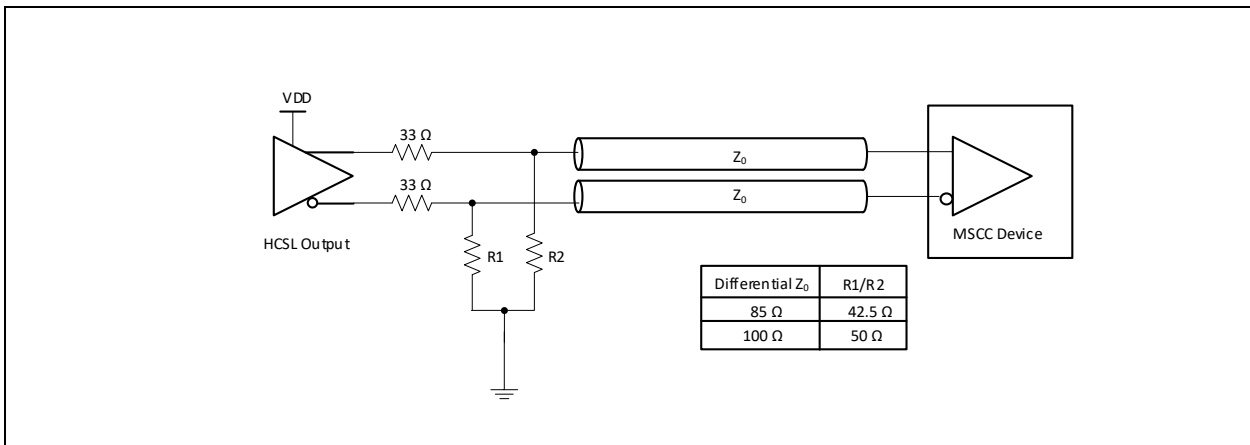 VDD
33 Ω
Z₀
33 Ω
Z₀
HCSL Output
R1
R2
MSCC Device
Differential Z₀ R1/R2
85 Ω 42.5 Ω
100 Ω 50 Ω